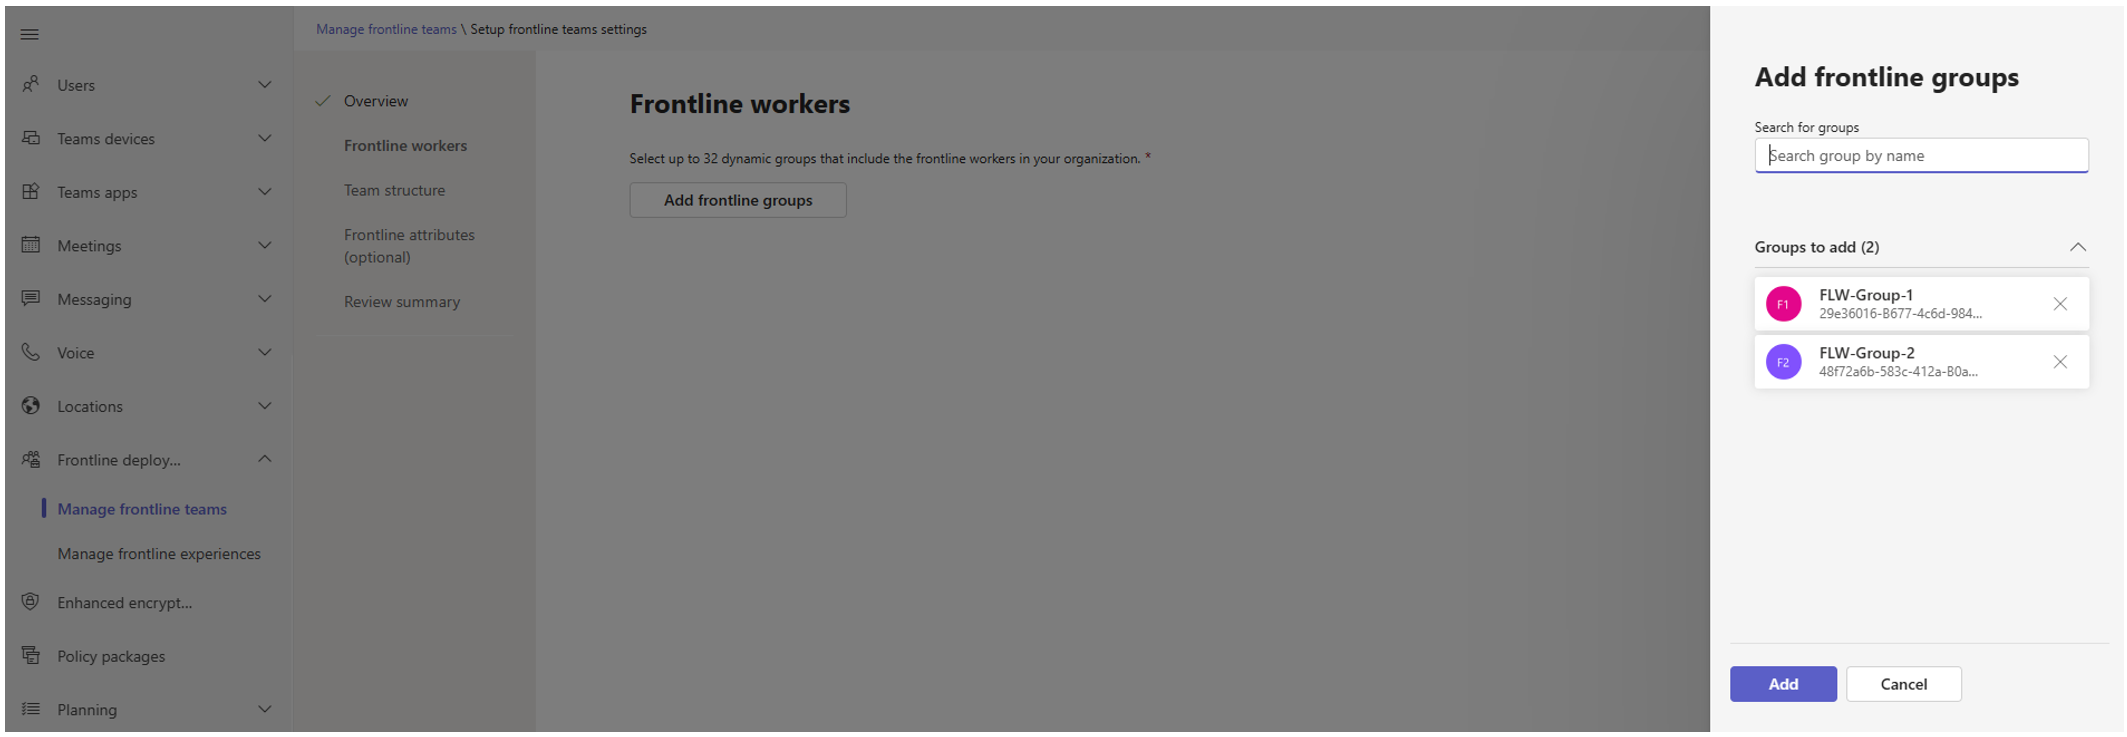 Manage frontline teams \ Setup frontline teams settings
Users
Teams devices
Teams apps
Meetings
Messaging
Voice
Locations
Frontline deploy...
Manage frontline teams
Manage frontline experiences
Enhanced encrypt...
Policy packages
Planning
Overview
Frontline workers
Team structure
Frontline attributes
(optional)
Review summary
Frontline workers
Select up to 32 dynamic groups that include the frontline workers in your organization. *
Add frontline groups
Add frontline groups
Search for groups
Search group by name
Groups to add (2)
F1
FLW-Group-1
29e36016-B677-4c6d-984...
F2
FLW-Group-2
48f72a6b-583c-412a-B0a...
Add
Cancel